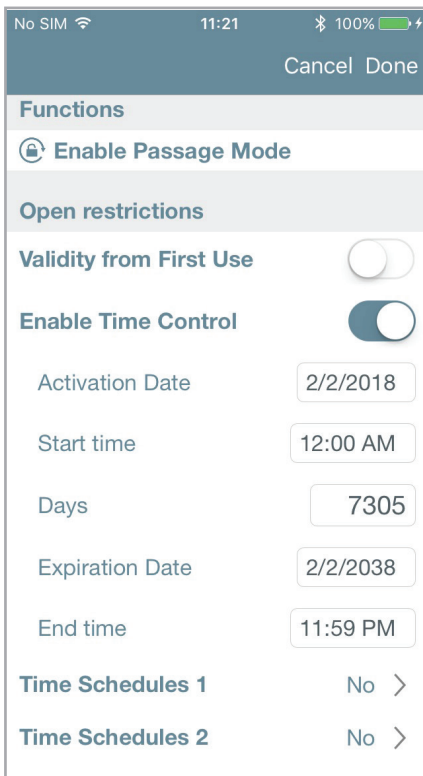 No SIM 11:21 100%
Cancel Done
Functions
Enable Passage Mode
Open restrictions
Validity from First Use
Enable Time Control
Activation Date 2/2/2018
Start time 12:00 AM
Days 7305
Expiration Date 2/2/2038
End time 11:59 PM
Time Schedules 1 No
Time Schedules 2 No